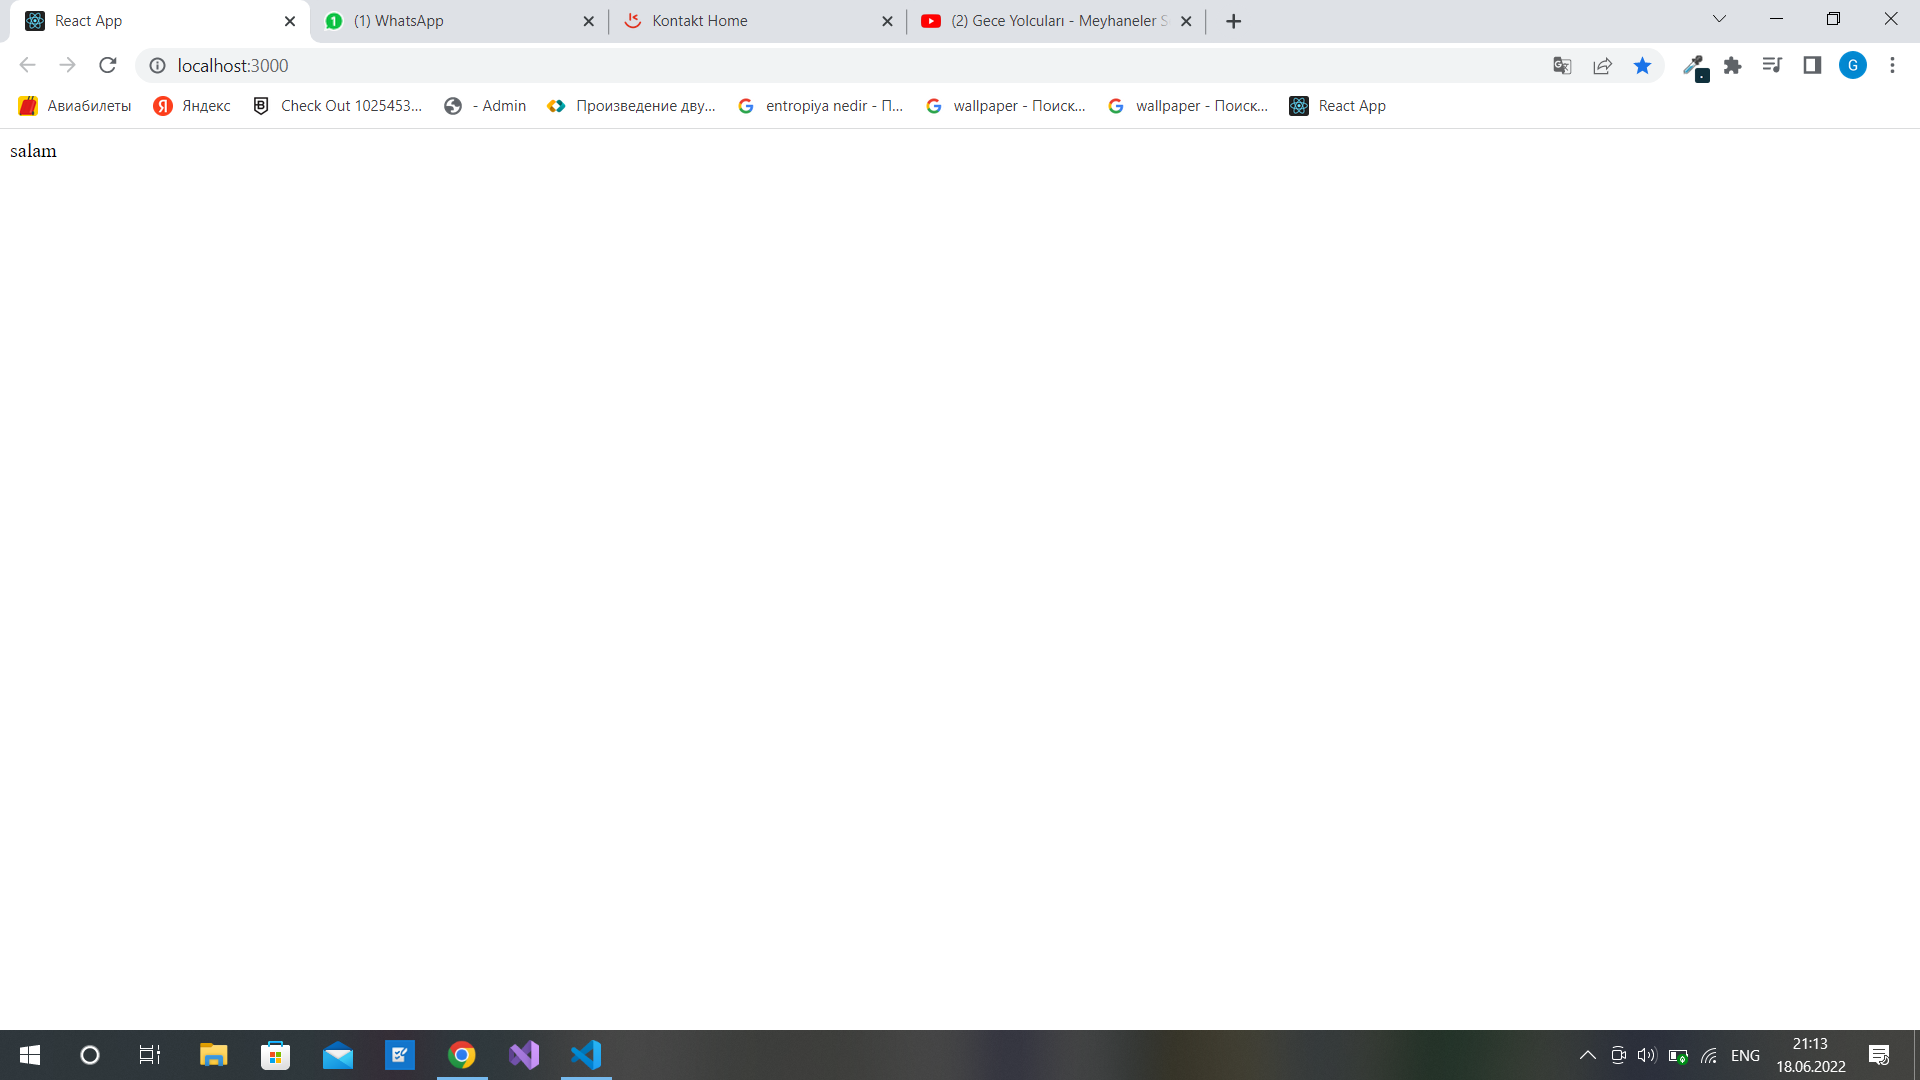 React App
(1) WhatsApp
Kontakt Home
(2) Gece Yolcuları - Meyhaneler S
localhost:3000
G
Авиабилеты
Яндекс
Check Out 1025453...
- Admin
Произведение дву...
entropiya nedir - П...
wallpaper - Поиск...
wallpaper - Поиск...
React App
salam
ENG
21:13
18.06.2022